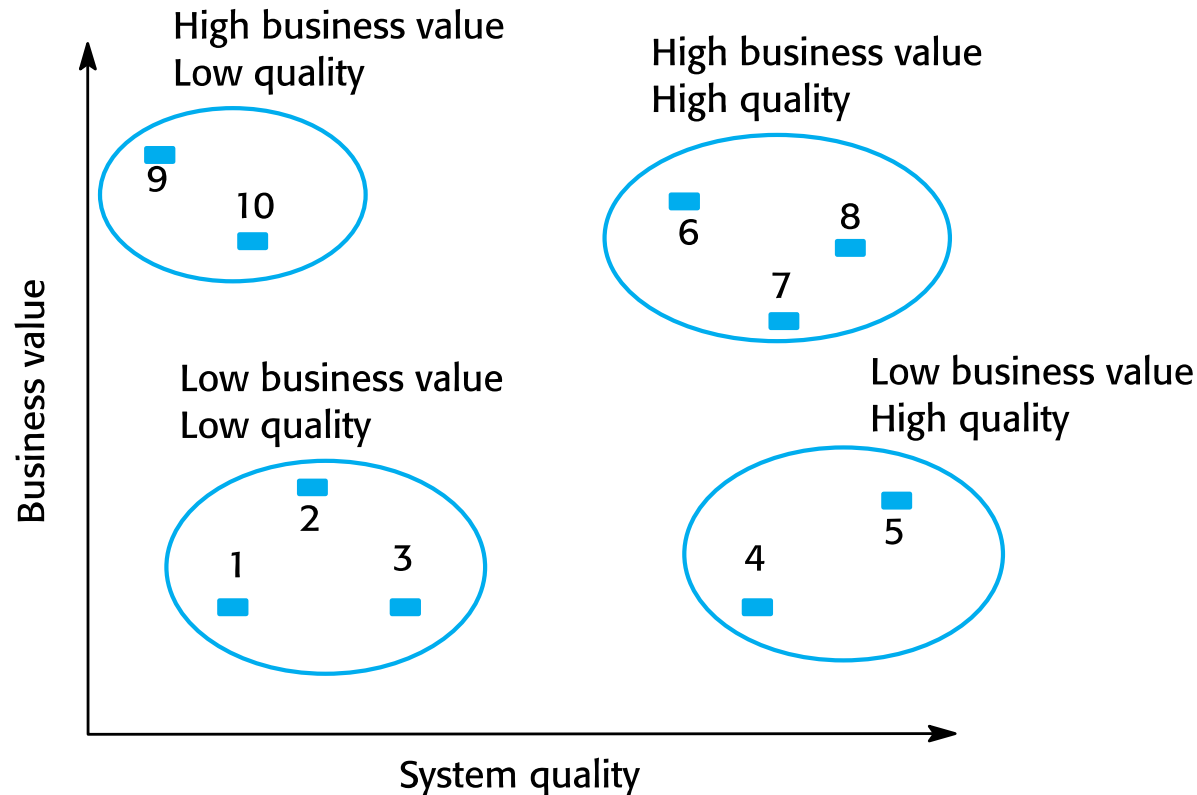 High business value
Low quality
High business value
High quality
9
10
6
8
7
Business value
Low business value
Low quality
Low business value
High quality
2
1
3
5
4
System quality